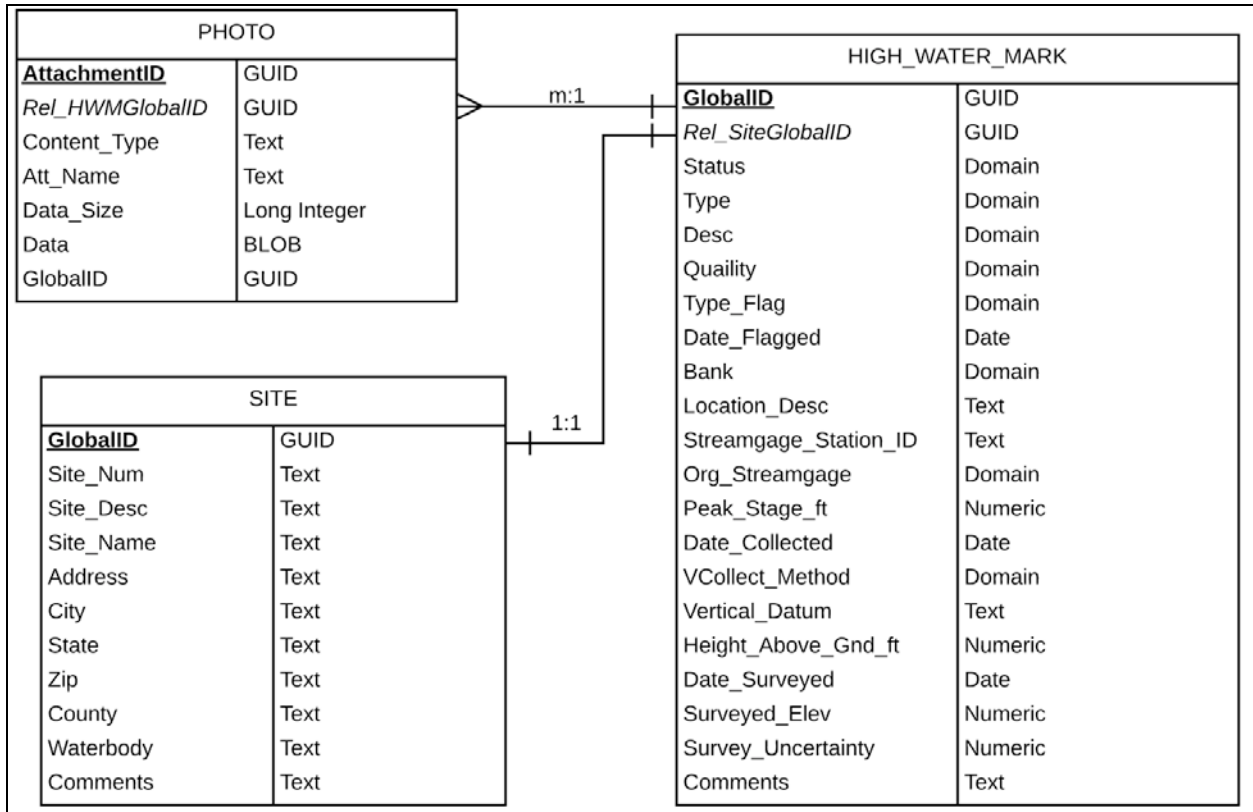 PHOTO
AttachmentID GUID
Rel_HWMGlobalID GUID
Content_Type Text
Att_Name Text
Data_Size Long Integer
Data BLOB
GlobalID GUID
m:1
HIGH_WATER_MARK
GlobalID GUID
Rel_SiteGlobalID GUID
Status Domain
Type Domain
Desc Domain
Quaility Domain
Type_Flag Domain
Date_Flagged Date
Bank Domain
Location_Desc Text
Streamgage_Station_ID Text
Org_Streamgage Domain
Peak_Stage_ft Numeric
Date_Collected Date
VCollect_Method Domain
Vertical_Datum Text
Height_Above_Gnd_ft Numeric
Date_Surveyed Date
Surveyed_Elev Numeric
Survey_Uncertainty Numeric
Comments Text
SITE
GlobalID GUID
Site_Num Text
Site_Desc Text
Site_Name Text
Address Text
City Text
State Text
Zip Text
County Text
Waterbody Text
Comments Text
1:1